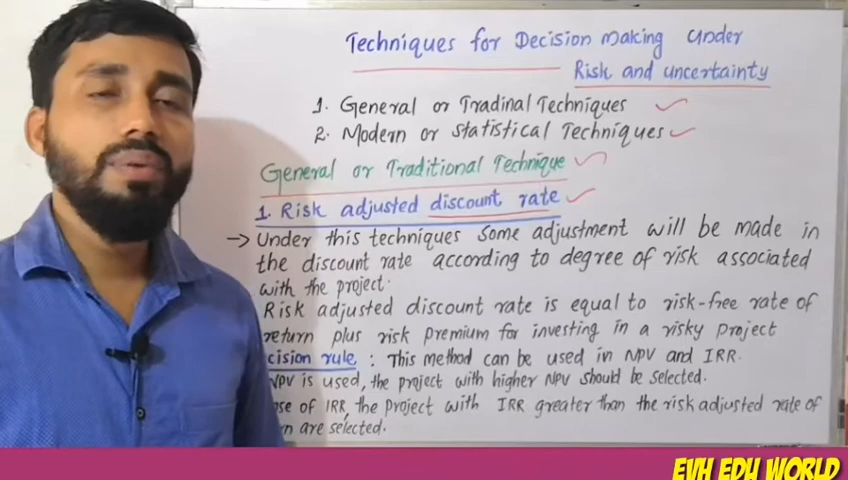 Techniques for Decision making under
Risk and uncertainty
1. General or Tradinal Techniques
2. Modern or statistical Techniques
General or Traditional Technique
1. Risk adjusted discount rate
→ Under this techniques some adjustment will be made in
the discount rate according to degree of risk associated
with the project.
Risk adjusted discount rate is equal to risk-free rate of
return plus risk premium for investing in a risky project
cision rule : This method can be used in NPV and IRR.
NPV is used, the project with higher NPV should be selected.
se of IRR, the project with IRR greater than the risk adjusted rate of
n are selected.
EVH EDU WORLD